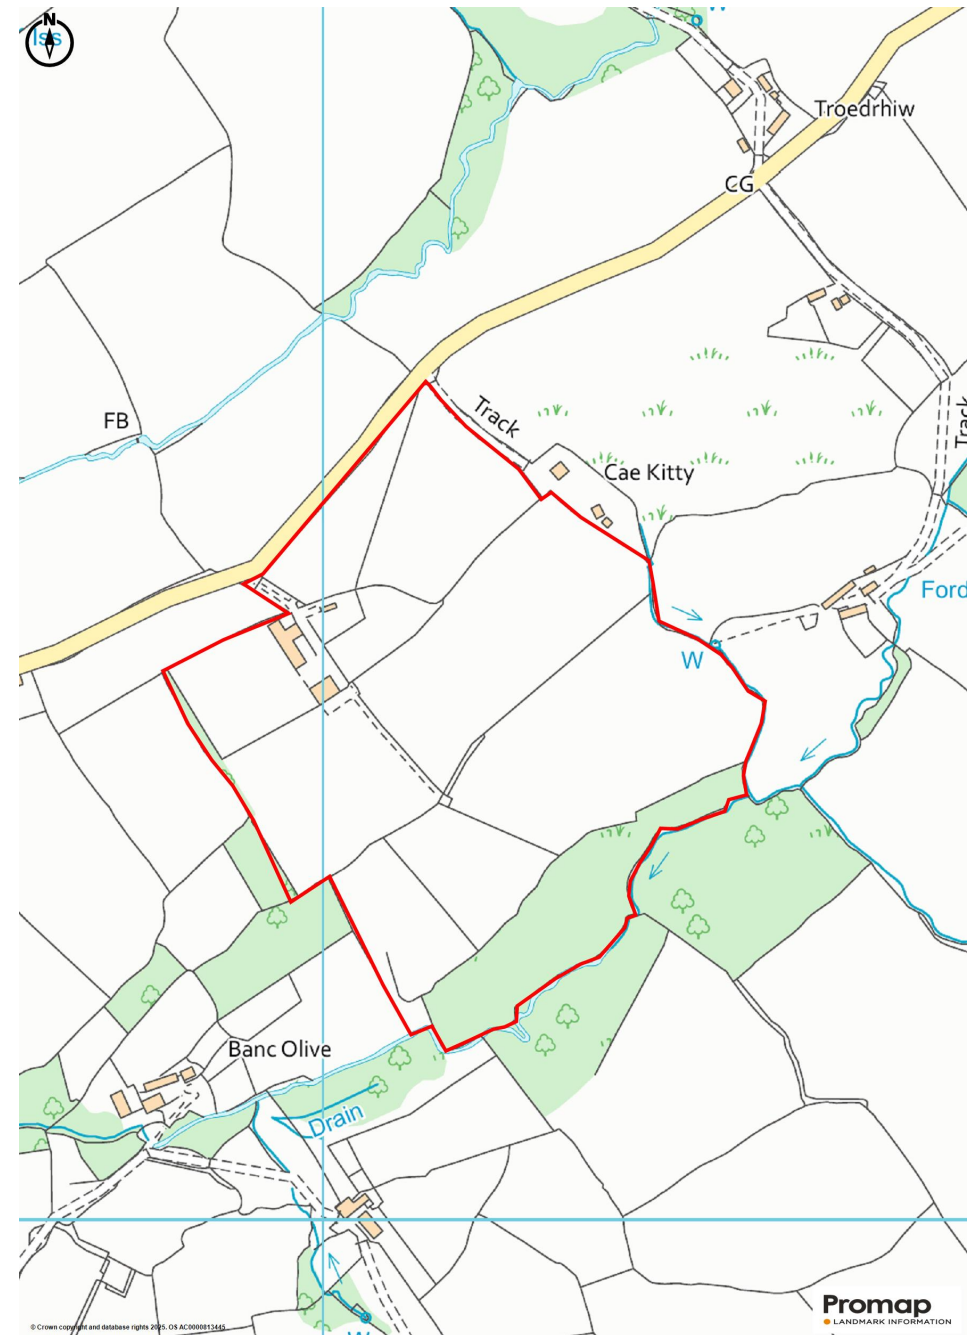 N
Iss
W
Troedrhiw
CG
FB
Track
Track
Cae Kitty
Ford
W
Banc Olive
Drain
W
© Crown copyright and database rights 2025. OS AC0000813445
Promap
LANDMARK INFORMATION